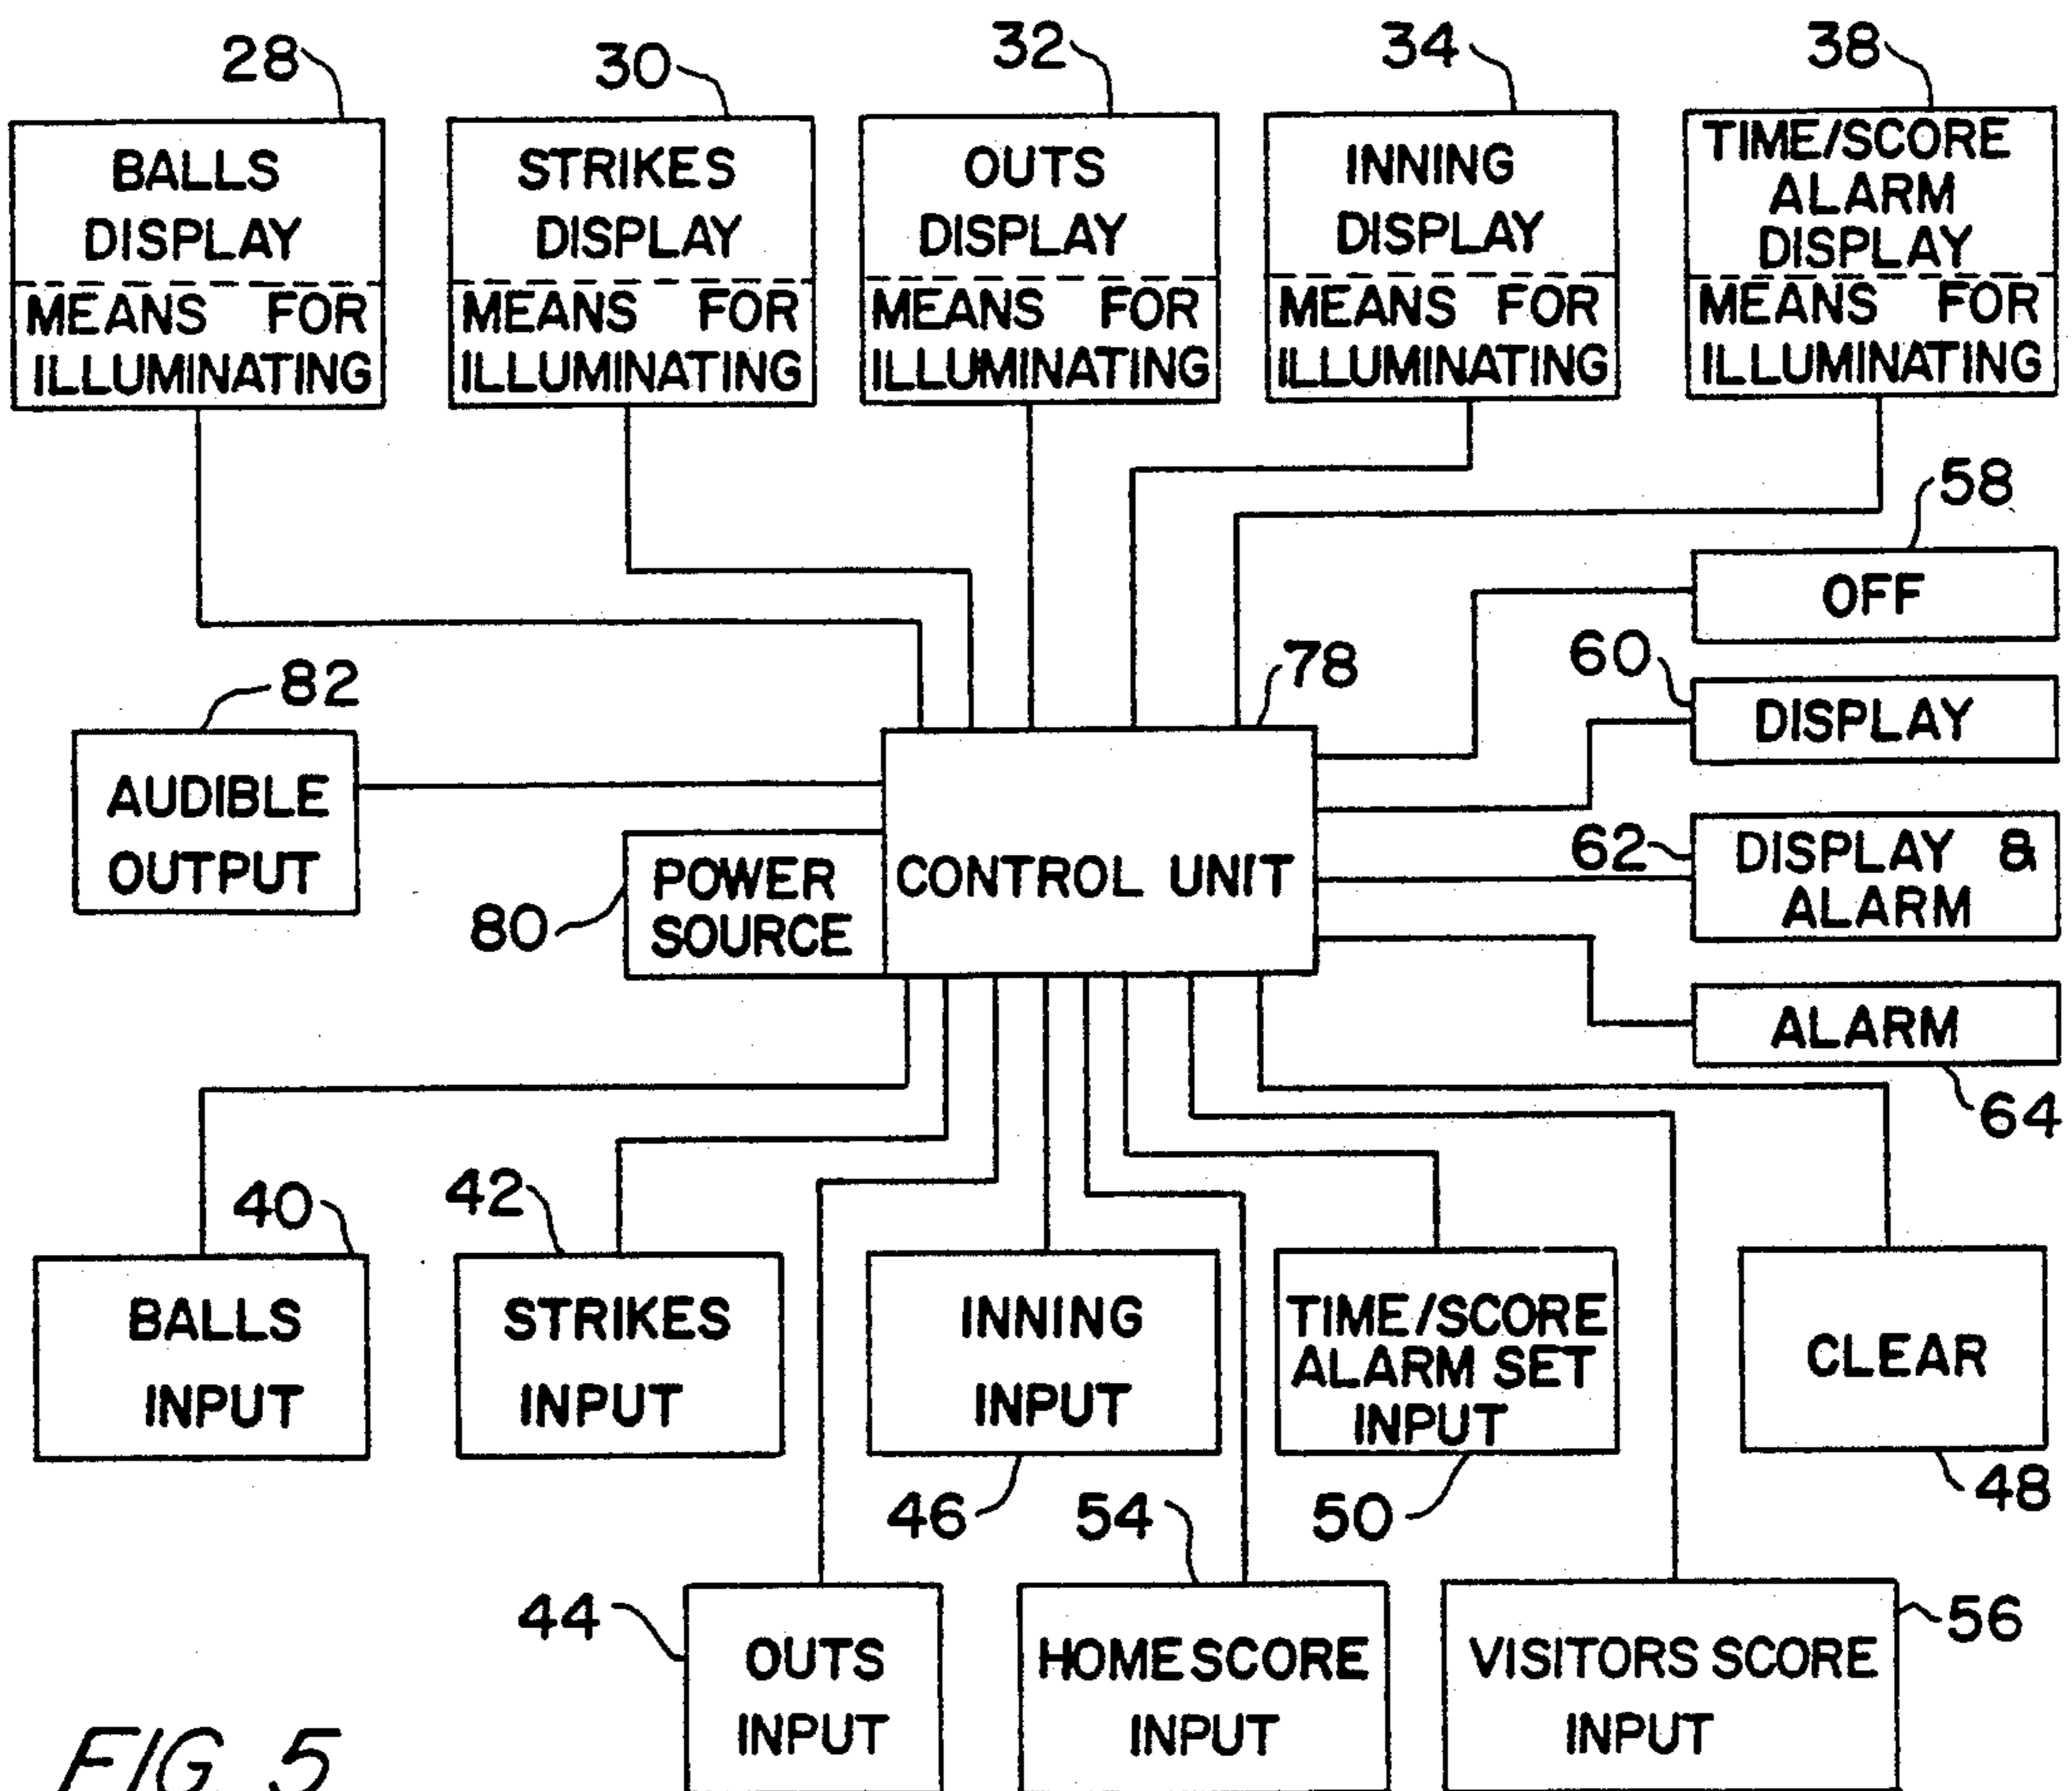 28
30
32
34
38
BALLS
DISPLAY
MEANS FOR
ILLUMINATING
STRIKES
DISPLAY
MEANS FOR
ILLUMINATING
OUTS
DISPLAY
MEANS FOR
ILLUMINATING
INNING
DISPLAY
MEANS FOR
ILLUMINATING
TIME/SCORE
ALARM
DISPLAY
MEANS FOR
ILLUMINATING
58
OFF
60
DISPLAY
62
DISPLAY &
ALARM
ALARM
64
82
AUDIBLE
OUTPUT
78
CONTROL UNIT
80
POWER
SOURCE
40
BALLS
INPUT
42
STRIKES
INPUT
INNING
INPUT
46
TIME/SCORE
ALARM SET
INPUT
50
CLEAR
48
44
OUTS
INPUT
54
HOME SCORE
INPUT
56
VISITORS SCORE
INPUT
FIG. 5